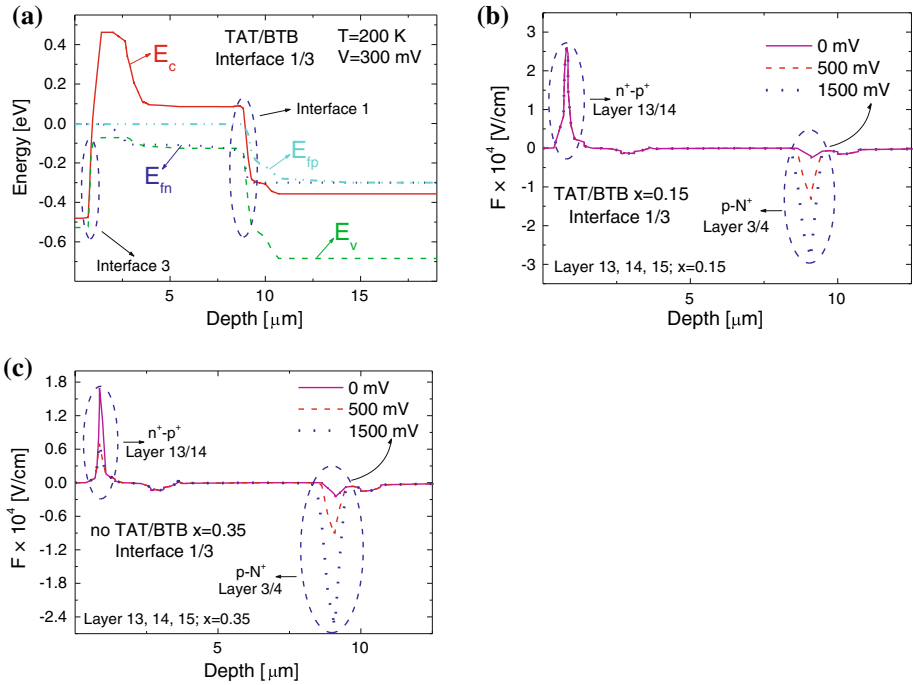 (a)
TAT/BTB
Interface 1/3
T=200 K
V=300 mV
E_c
E_fp
E_fn
E_v
Interface 1
Interface 3
Energy [eV]
0.4
0.2
0.0
-0.2
-0.4
-0.6
5
10
15
Depth [μm]
(b)
0 mV
500 mV
1500 mV
n⁺-p⁺
Layer 13/14
TAT/BTB x=0.15
Interface 1/3
p-N⁺
Layer 3/4
Layer 13, 14, 15; x=0.15
F × 10⁴ [V/cm]
3
2
1
0
-1
-2
-3
0
5
10
Depth [μm]
(c)
0 mV
500 mV
1500 mV
n⁺-p⁺
Layer 13/14
no TAT/BTB x=0.35
Interface 1/3
p-N⁺
Layer 3/4
Layer 13, 14, 15; x=0.35
F × 10⁴ [V/cm]
1.8
1.2
0.6
0.0
-0.6
-1.2
-1.8
-2.4
5
10
Depth [μm]